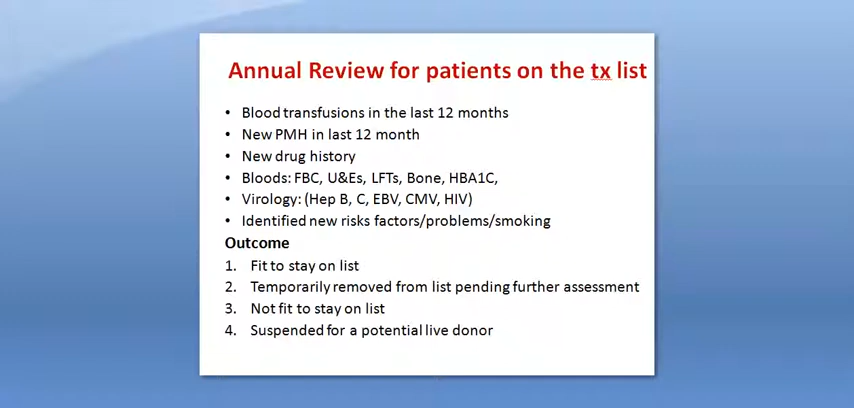 Annual Review for patients on the tx list
• Blood transfusions in the last 12 months
• New PMH in last 12 month
• New drug history
• Bloods: FBC, U&Es, LFTs, Bone, HBA1C,
• Virology: (Hep B, C, EBV, CMV, HIV)
• Identified new risks factors/problems/smoking
Outcome
1. Fit to stay on list
2. Temporarily removed from list pending further assessment
3. Not fit to stay on list
4. Suspended for a potential live donor